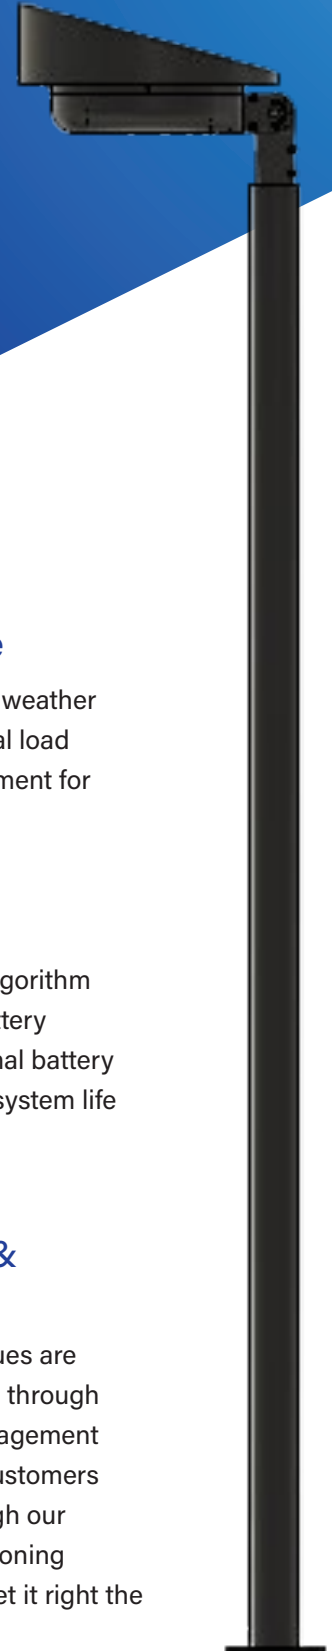 e
weather
al load
ment for
gorithm
ttery
nal battery
system life
&
ues are
through
agement
ustomers
gh our
oning
et it right the